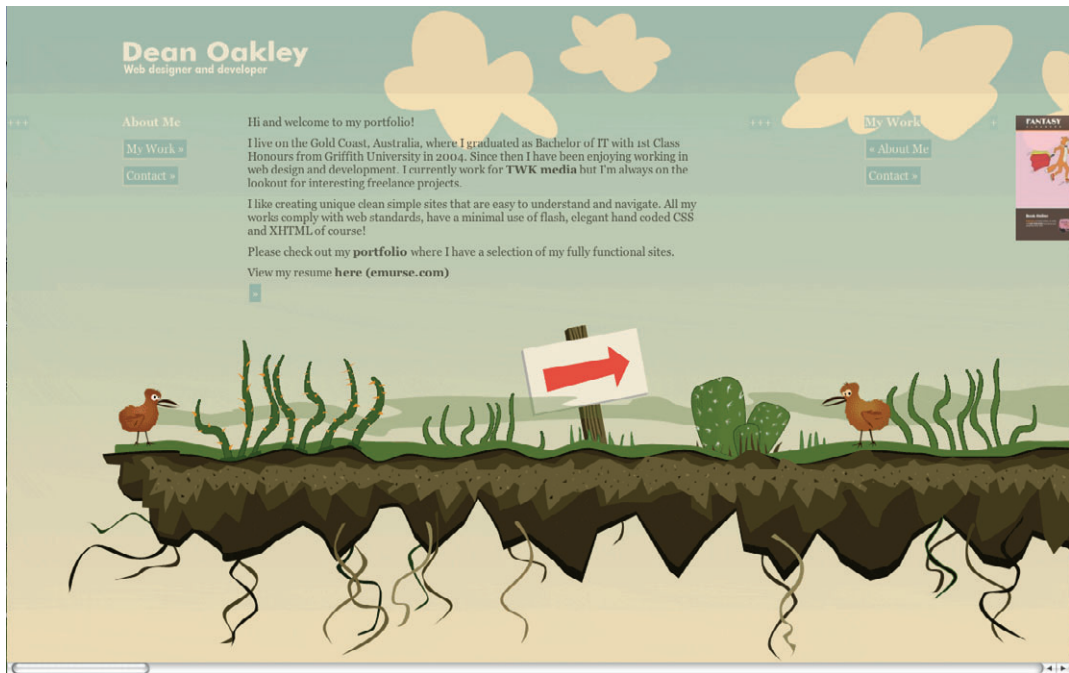 Dean Oakley
Web designer and developer
+++
About Me
My Work »
Contact »
Hi and welcome to my portfolio!
I live on the Gold Coast, Australia, where I graduated as Bachelor of IT with 1st Class
Honours from Griffith University in 2004. Since then I have been enjoying working in
web design and development. I currently work for TWK media but I'm always on the
lookout for interesting freelance projects.
I like creating unique clean simple sites that are easy to understand and navigate. All my
works comply with web standards, have a minimal use of flash, elegant hand coded CSS
and XHTML of course!
Please check out my portfolio where I have a selection of my fully functional sites.
View my resume here (emurse.com)
»
+++
My Work
+
« About Me
Contact »
FANTASY